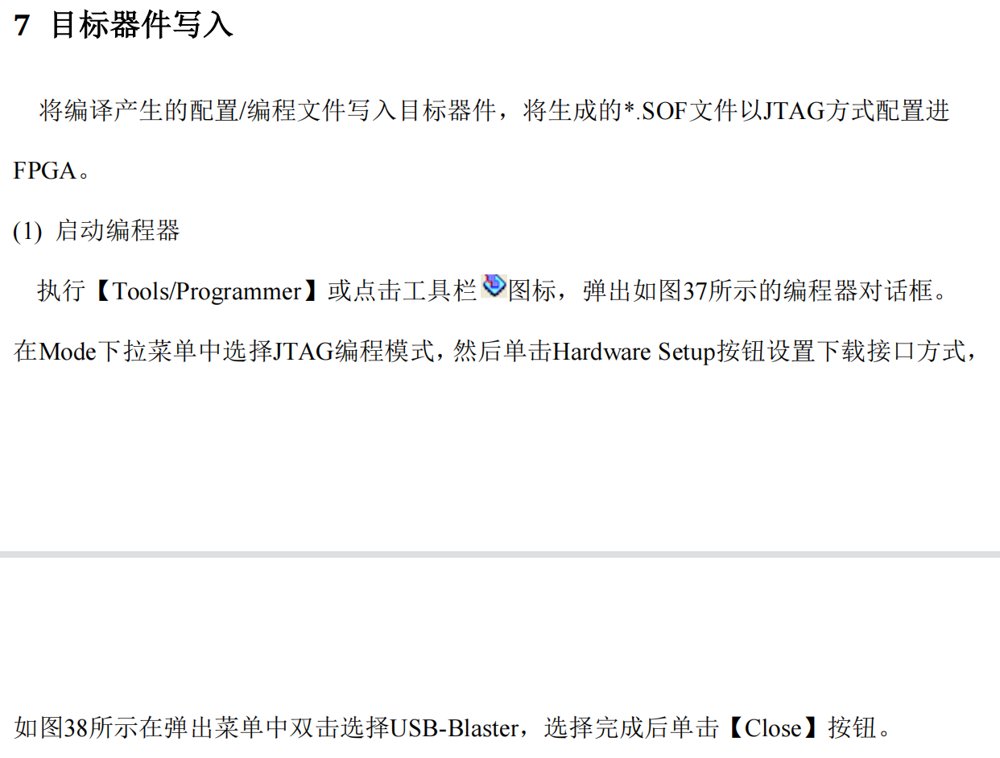 7 目标器件写入
将编译产生的配置/编程文件写入目标器件，将生成的*.SOF文件以JTAG方式配置进
FPGA。
(1) 启动编程器
执行【Tools/Programmer】或点击工具栏图标，弹出如图37所示的编程器对话框。
在Mode下拉菜单中选择JTAG编程模式，然后单击Hardware Setup按钮设置下载接口方式，
如图38所示在弹出菜单中双击选择USB-Blaster，选择完成后单击【Close】按钮。